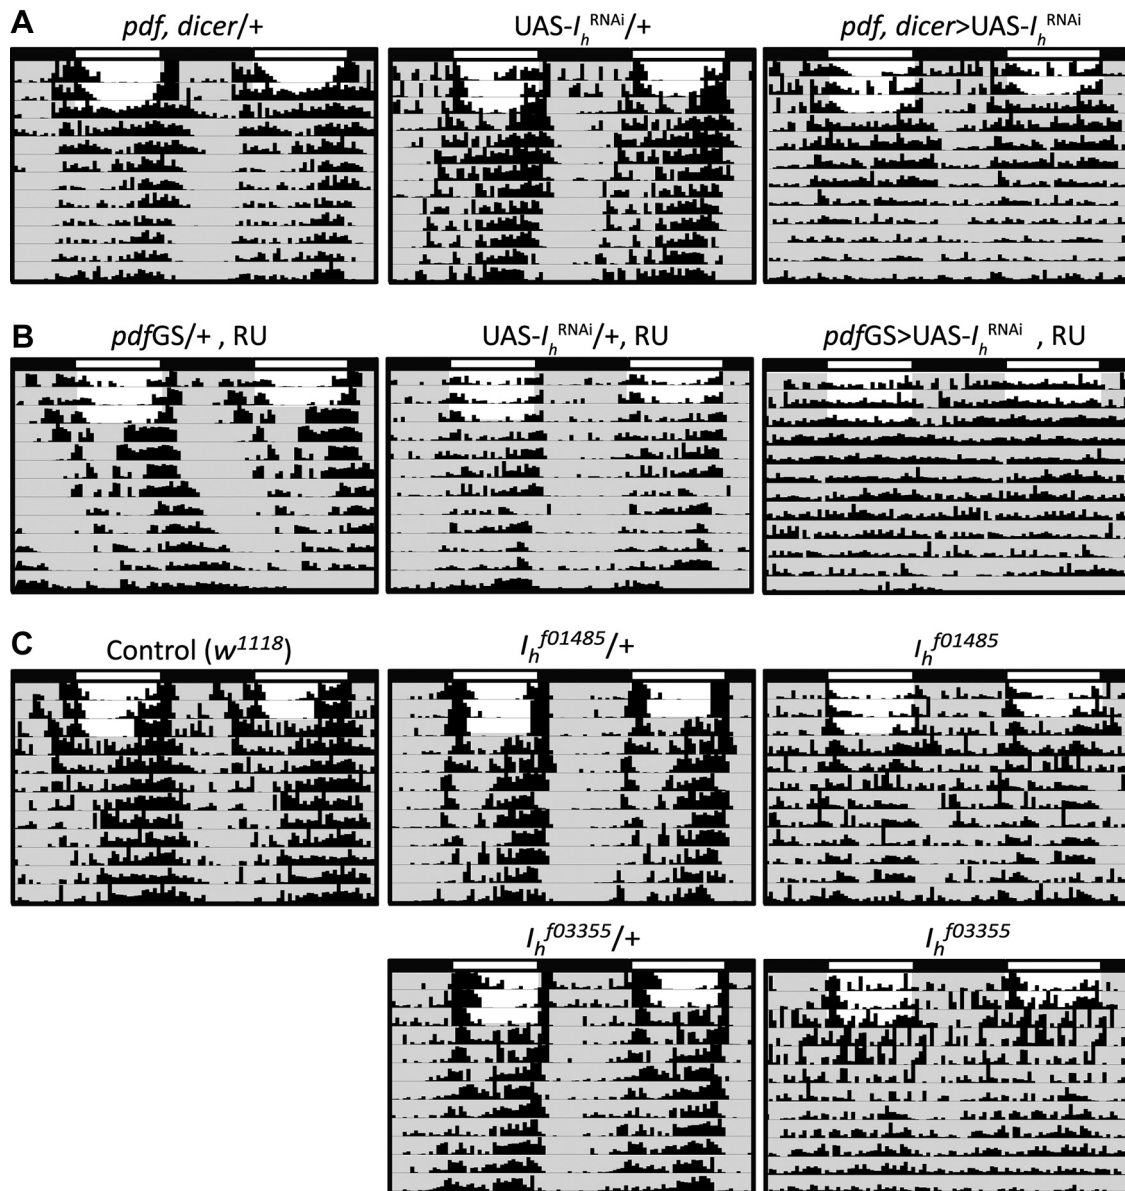 A
pdf, dicer/+
UAS-I_h^RNAi/+
pdf, dicer>UAS-I_h^RNAi
B
pdfGS/+ , RU
UAS-I_h^RNAi/+, RU
pdfGS>UAS-I_h^RNAi , RU
C
Control (w^1118)
I_h^f01485/+
I_h^f01485
I_h^f03355/+
I_h^f03355